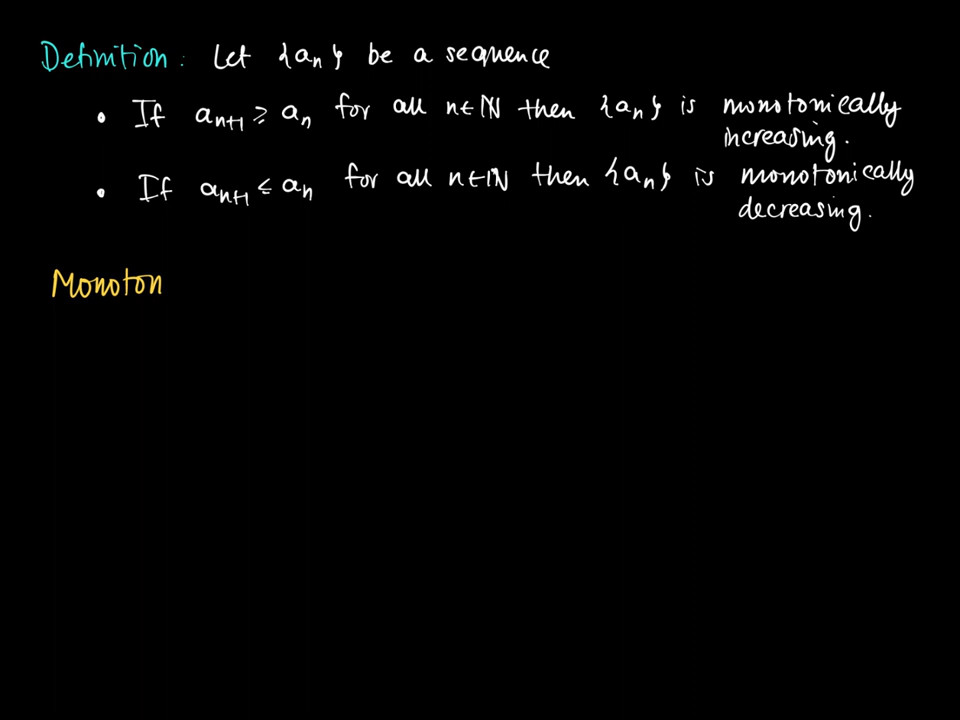 Definition: Let {aₙ} be a sequence
• If aₙ₊₁ ≥ aₙ for all n∈ℕ then {aₙ} is monotonically
increasing.
• If aₙ₊₁ ≤ aₙ for all n∈ℕ then {aₙ} is monotonically
decreasing.
Monoton